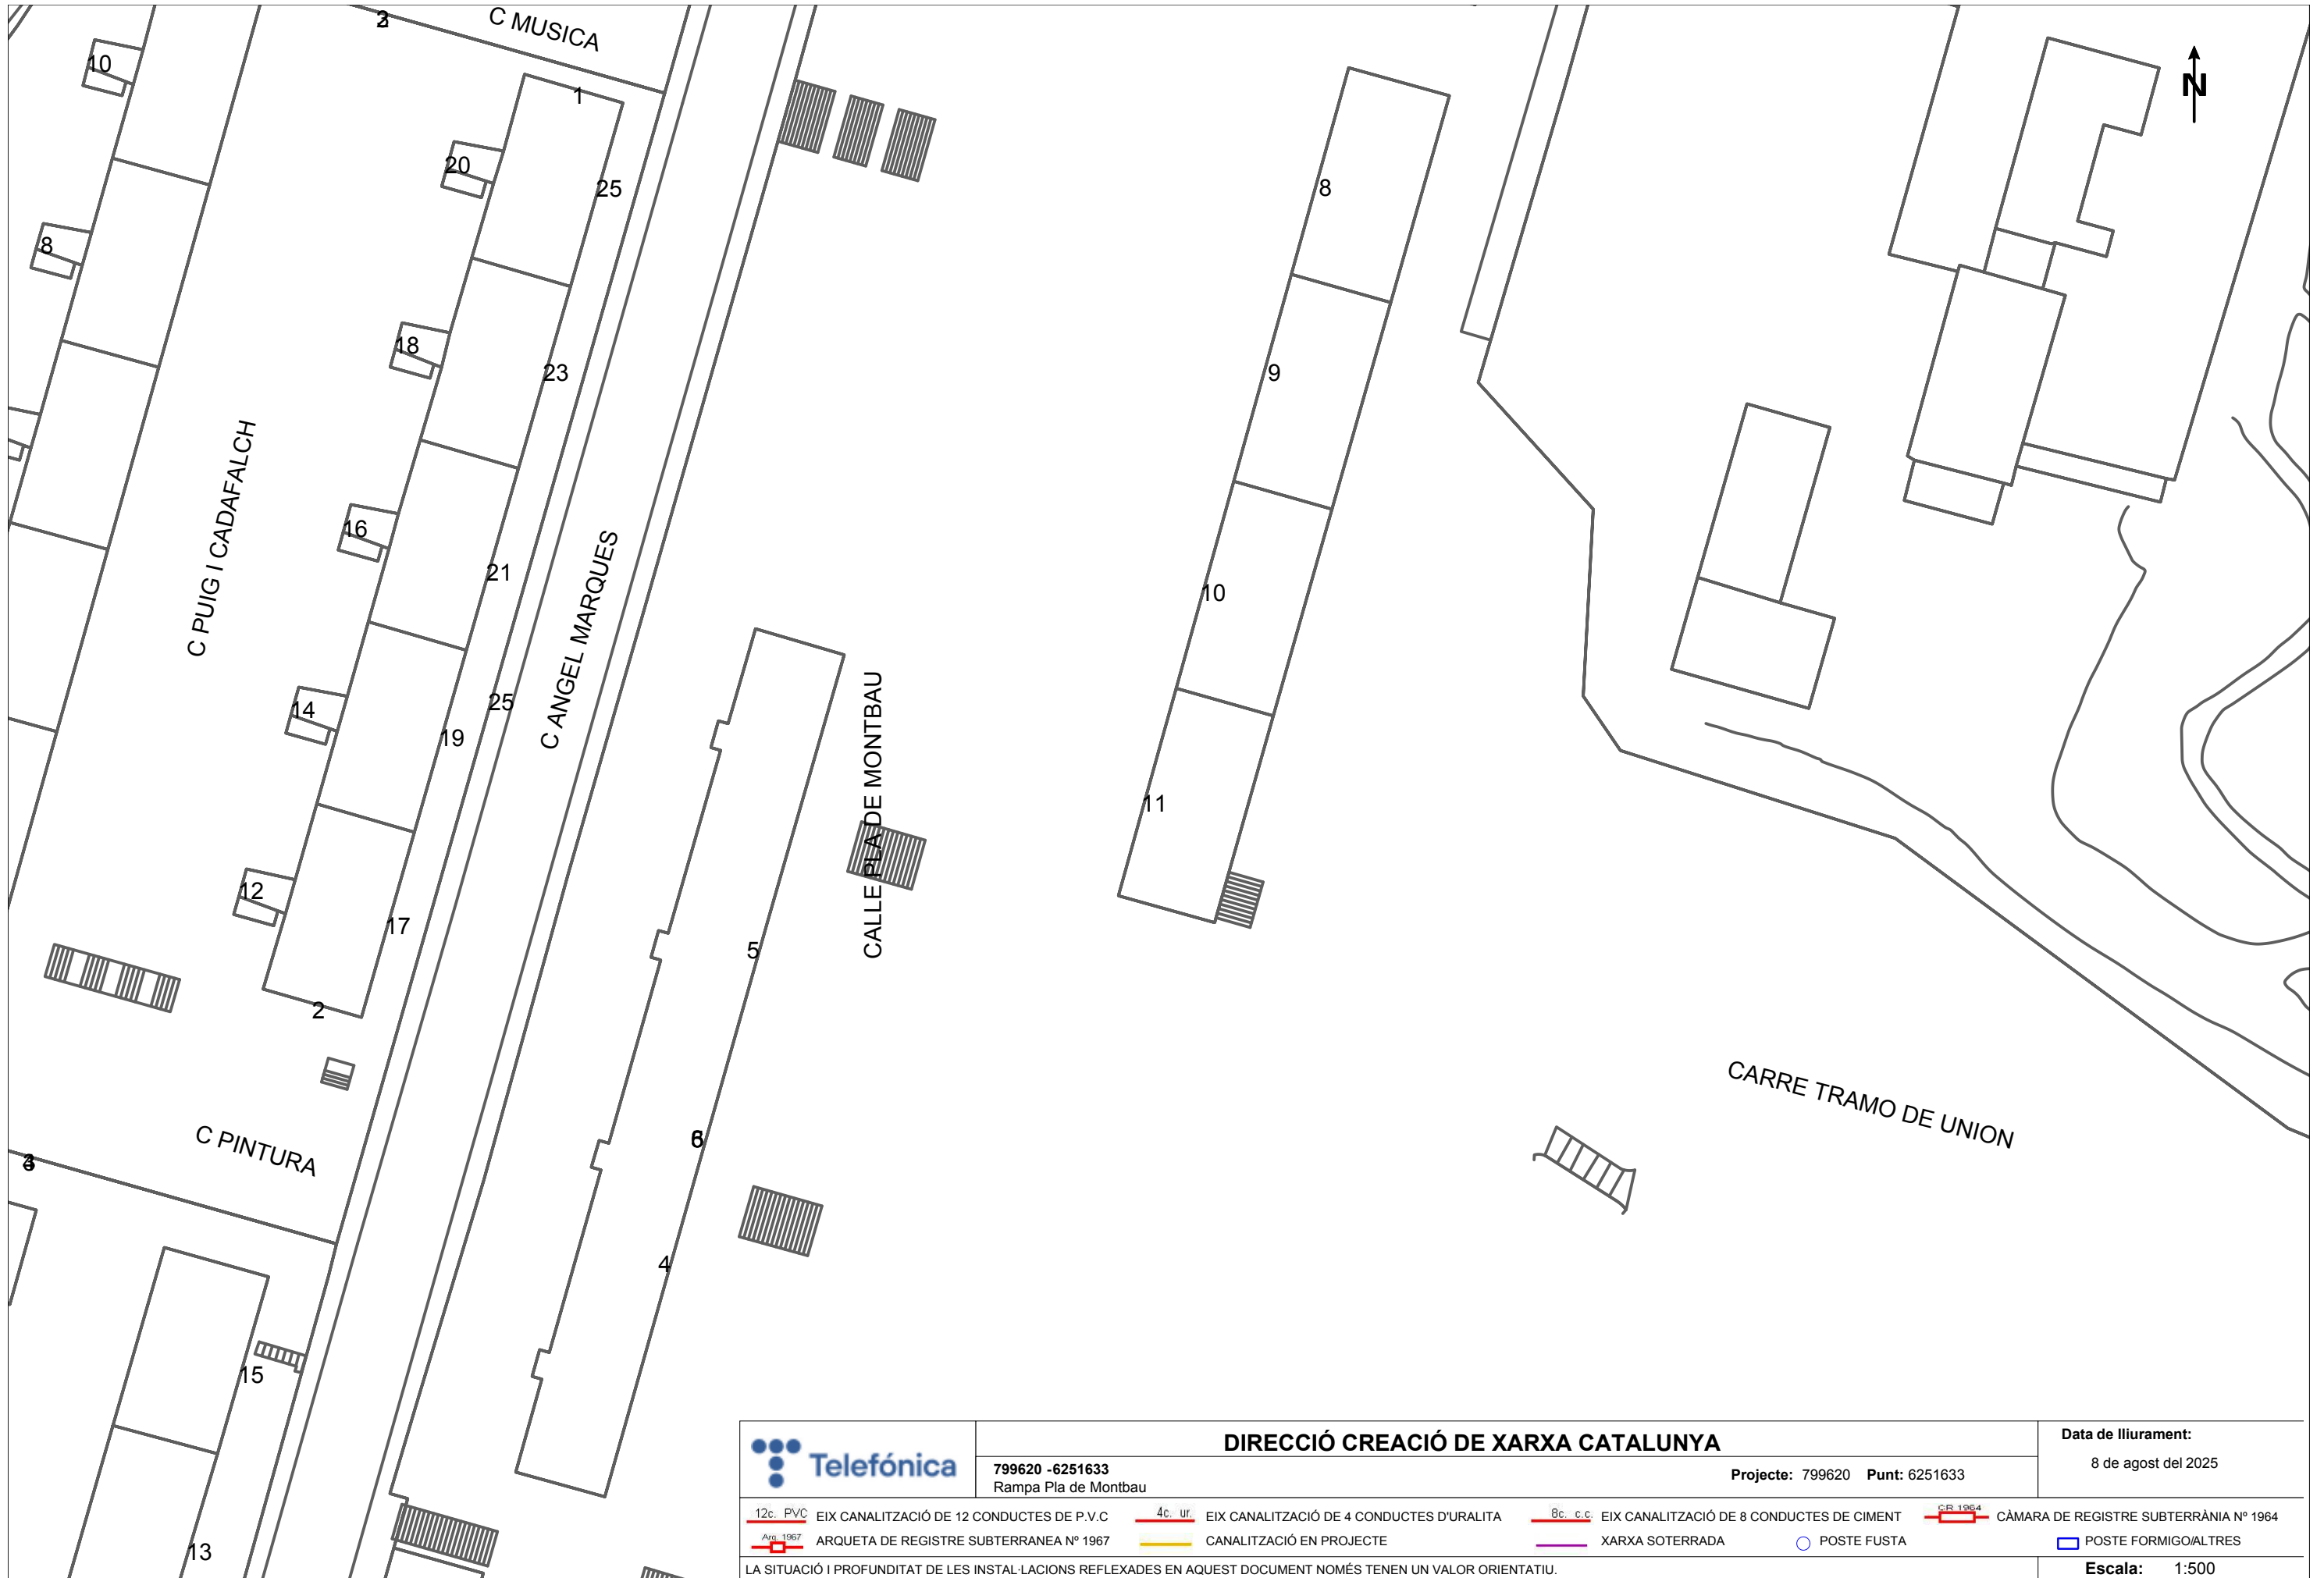 C MUSICA
10
1
N
20
25
8
8
18
23
9
C PUIG I CADAFALCH
16
21
10
C ANGEL MARQUES
14
25
19
CALLE PLA DE MONTBAU
11
12
17
5
2
CARRE TRAMO DE UNION
C PINTURA
4
15
13
Telefónica
DIRECCIÓ CREACIÓ DE XARXA CATALUNYA
799620 -6251633
Rampa Pla de Montbau
Projecte: 799620 Punt: 6251633
Data de lliurament:
8 de agost del 2025
12c. PVC EIX CANALITZACIÓ DE 12 CONDUCTES DE P.V.C
4c. ur. EIX CANALITZACIÓ DE 4 CONDUCTES D'URALITA
8c. c.c. EIX CANALITZACIÓ DE 8 CONDUCTES DE CIMENT
C.R. 1964 CÀMARA DE REGISTRE SUBTERRÀNIA Nº 1964
Arq. 1967 ARQUETA DE REGISTRE SUBTERRANEA Nº 1967
CANALITZACIÓ EN PROJECTE
XARXA SOTERRADA
POSTE FUSTA
POSTE FORMIGO/ALTRES
LA SITUACIÓ I PROFUNDITAT DE LES INSTAL·LACIONS REFLEXADES EN AQUEST DOCUMENT NOMÉS TENEN UN VALOR ORIENTATIU.
Escala: 1:500